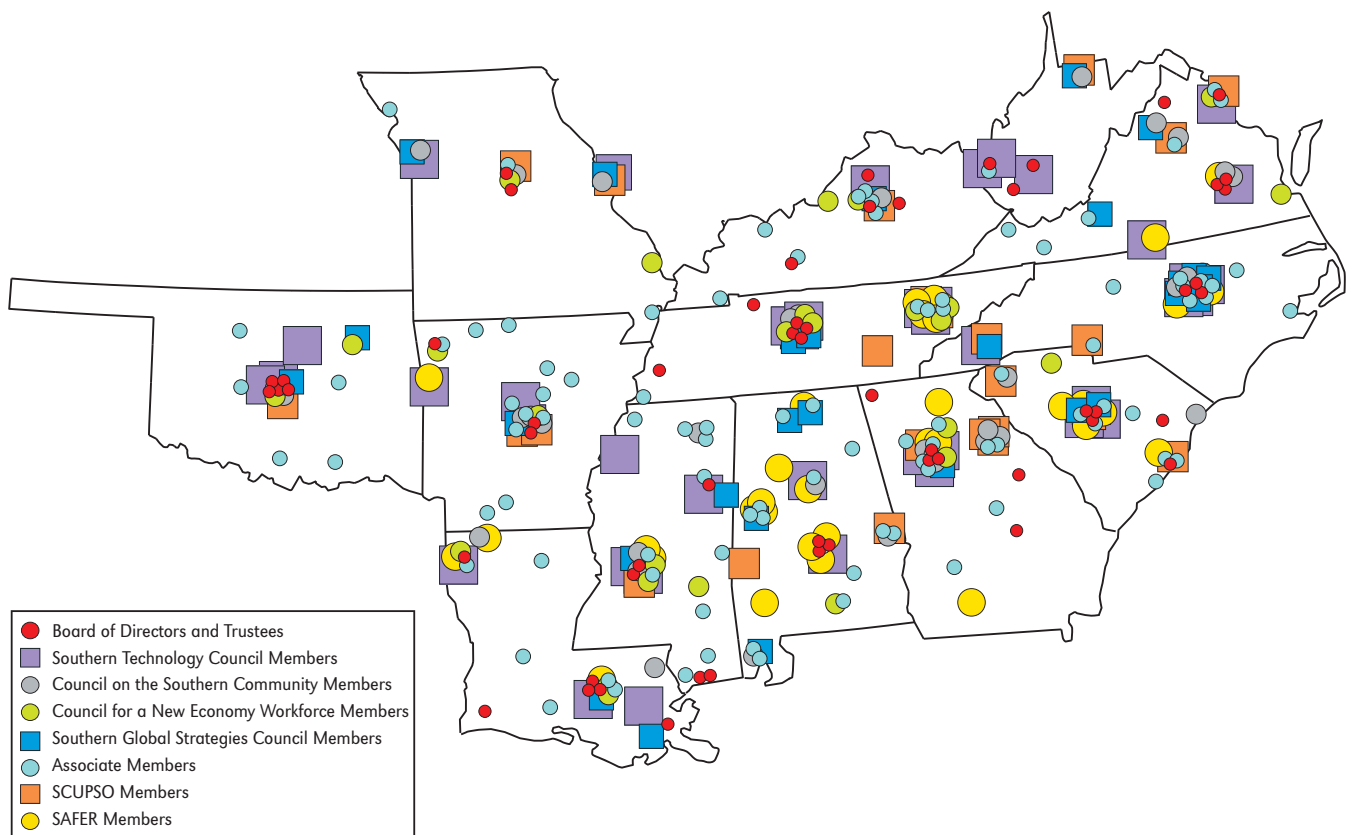 Board of Directors and Trustees
Southern Technology Council Members
Council on the Southern Community Members
Council for a New Economy Workforce Members
Southern Global Strategies Council Members
Associate Members
SCUPSO Members
SAFER Members